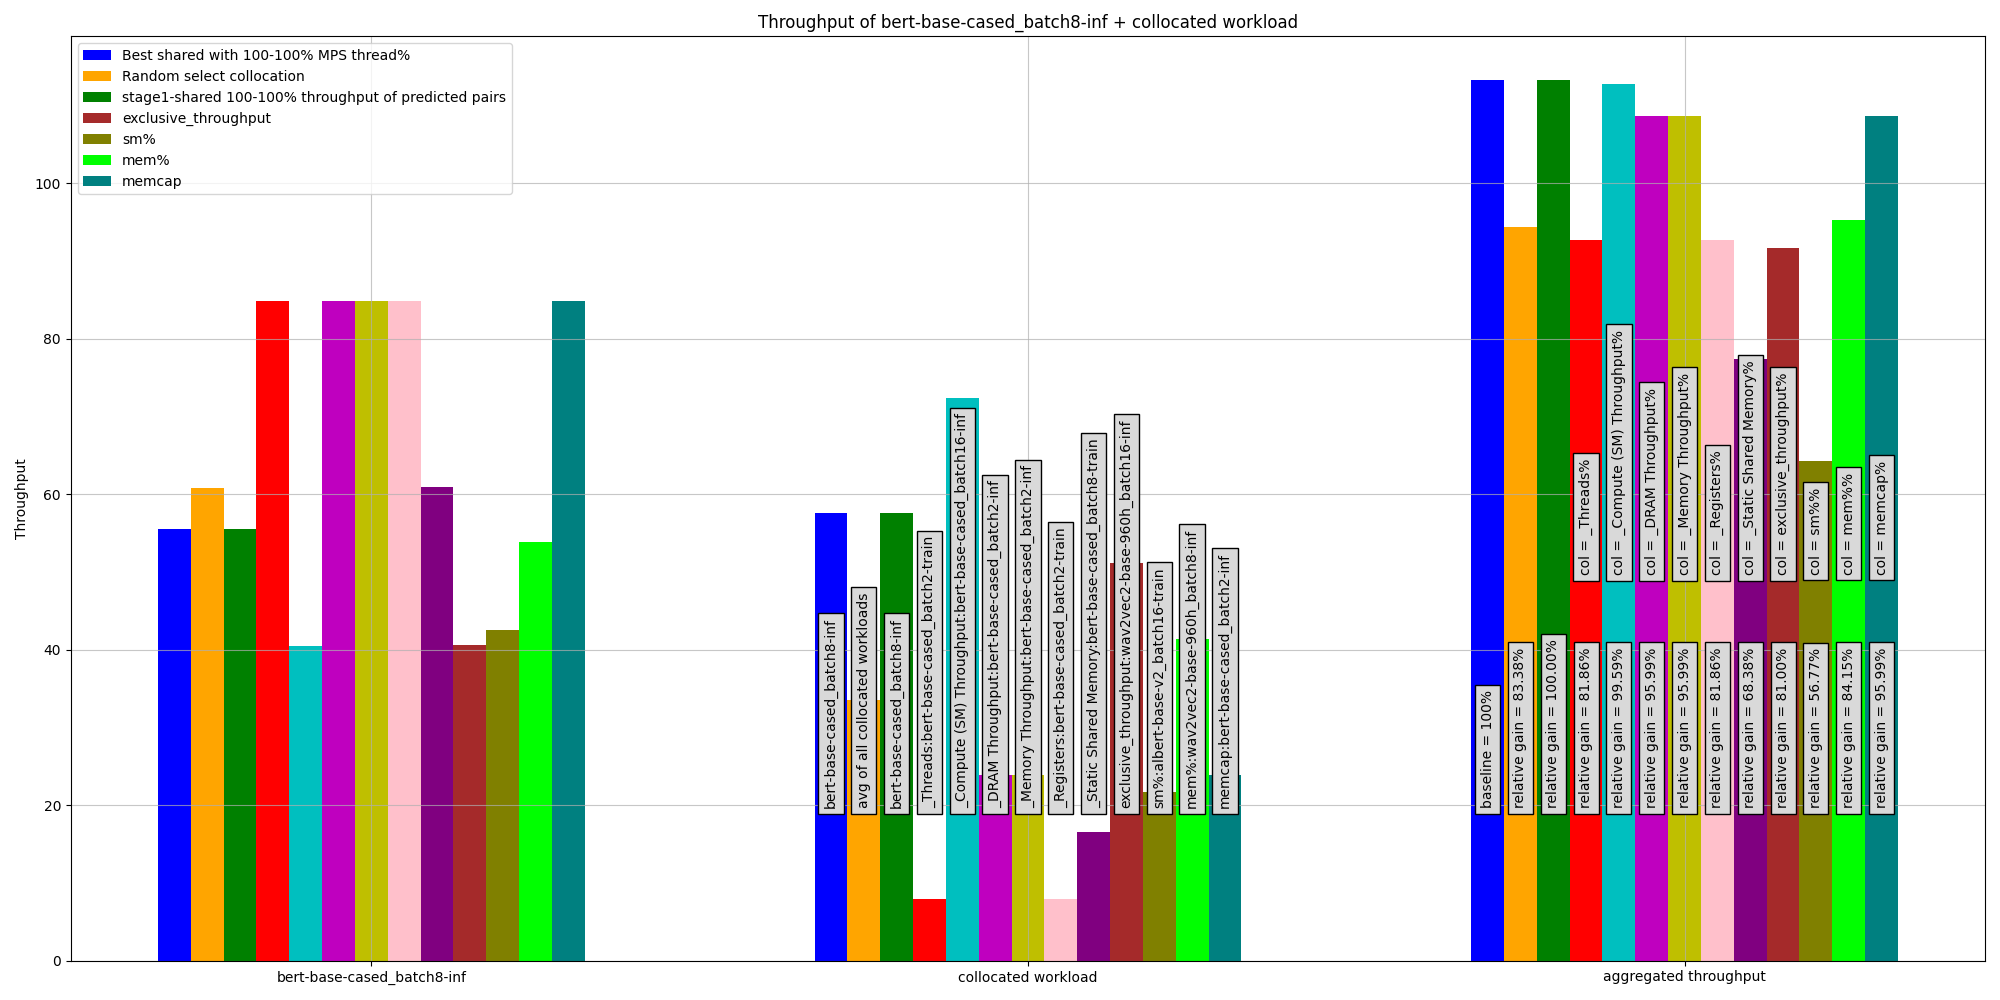 Throughput of bert-base-cased_batch8-inf + collocated workload
Best shared with 100-100% MPS thread%
Random select collocation
stage1-shared 100-100% throughput of predicted pairs
exclusive_throughput
sm%
mem%
memcap
Throughput
100
80
60
40
20
0
bert-base-cased_batch8-inf
avg of all collocated workloads
bert-base-cased_batch8-inf
_Threads:bert-base-cased_batch2-train
_Compute (SM) Throughput:bert-base-cased_batch16-inf
_DRAM Throughput:bert-base-cased_batch2-inf
_Memory Throughput:bert-base-cased_batch2-inf
_Registers:bert-base-cased_batch2-train
_Static Shared Memory:bert-base-cased_batch8-train
exclusive_throughput:wav2vec2-base-960h_batch16-inf
sm%:albert-base-v2_batch16-train
mem%:wav2vec2-base-960h_batch8-inf
memcap:bert-base-cased_batch2-inf
col = _Threads%
col = _Compute (SM) Throughput%
col = _DRAM Throughput%
col = _Memory Throughput%
col = _Registers%
col = _Static Shared Memory%
col = exclusive_throughput%
col = sm%%
col = mem%%
col = memcap%
baseline = 100%
relative gain = 83.38%
relative gain = 100.00%
relative gain = 81.86%
relative gain = 99.59%
relative gain = 95.99%
relative gain = 95.99%
relative gain = 81.86%
relative gain = 68.38%
relative gain = 81.00%
relative gain = 56.77%
relative gain = 84.15%
relative gain = 95.99%
bert-base-cased_batch8-inf
collocated workload
aggregated throughput